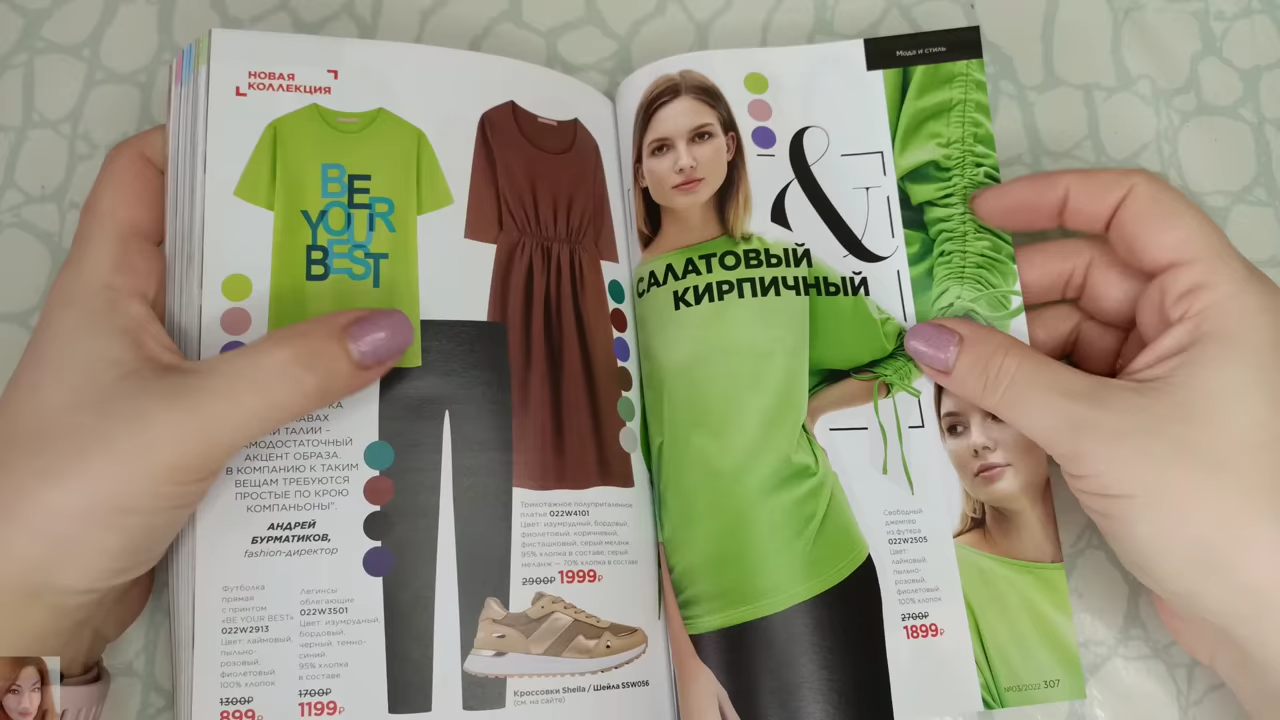 НОВАЯ
КОЛЛЕКЦИЯ
BE
YOUR
BEST
ТАЛИИ –
АКЦЕНТ ОБРАЗА.
В КОМПАНИЮ К ТАКИМ
ВЕЩАМ ТРЕБУЮТСЯ
ПРОСТЫЕ ПО КРОЮ
КОМПАНЬОНЫ".
АНДРЕЙ
БУРМАТИКОВ,
fashion-директор
Футболка
прямая
с принтом
«BE YOUR BEST»
022W2913
Цвет: лаймовый,
пыльно-
розовый,
фиолетовый
100% хлопок
1300₽
899₽
Легинсы
облегающие
022W3501
Цвет: изумрудный,
бордовый,
черный, темно-
синий
95% хлопка
в составе
1700₽
1199₽
Трикотажное полуприталенное
платье 022W4101
Цвет: изумрудный, бордовый,
фиолетовый, коричневый,
фисташковый, серый меланж
95% хлопка в составе, серый
меланж — 70% хлопка в составе
2900₽ 1999₽
Кроссовки Sheila / Шейла SSW056
(см. на сайте)
Мода и стиль
&
САЛАТОВЫЙ
КИРПИЧНЫЙ
Свободный
джемпер
из футера
022W2505
Цвет:
лаймовый,
пыльно-
розовый,
фиолетовый
100% хлопок
2700₽
1899₽
№03/2022 307